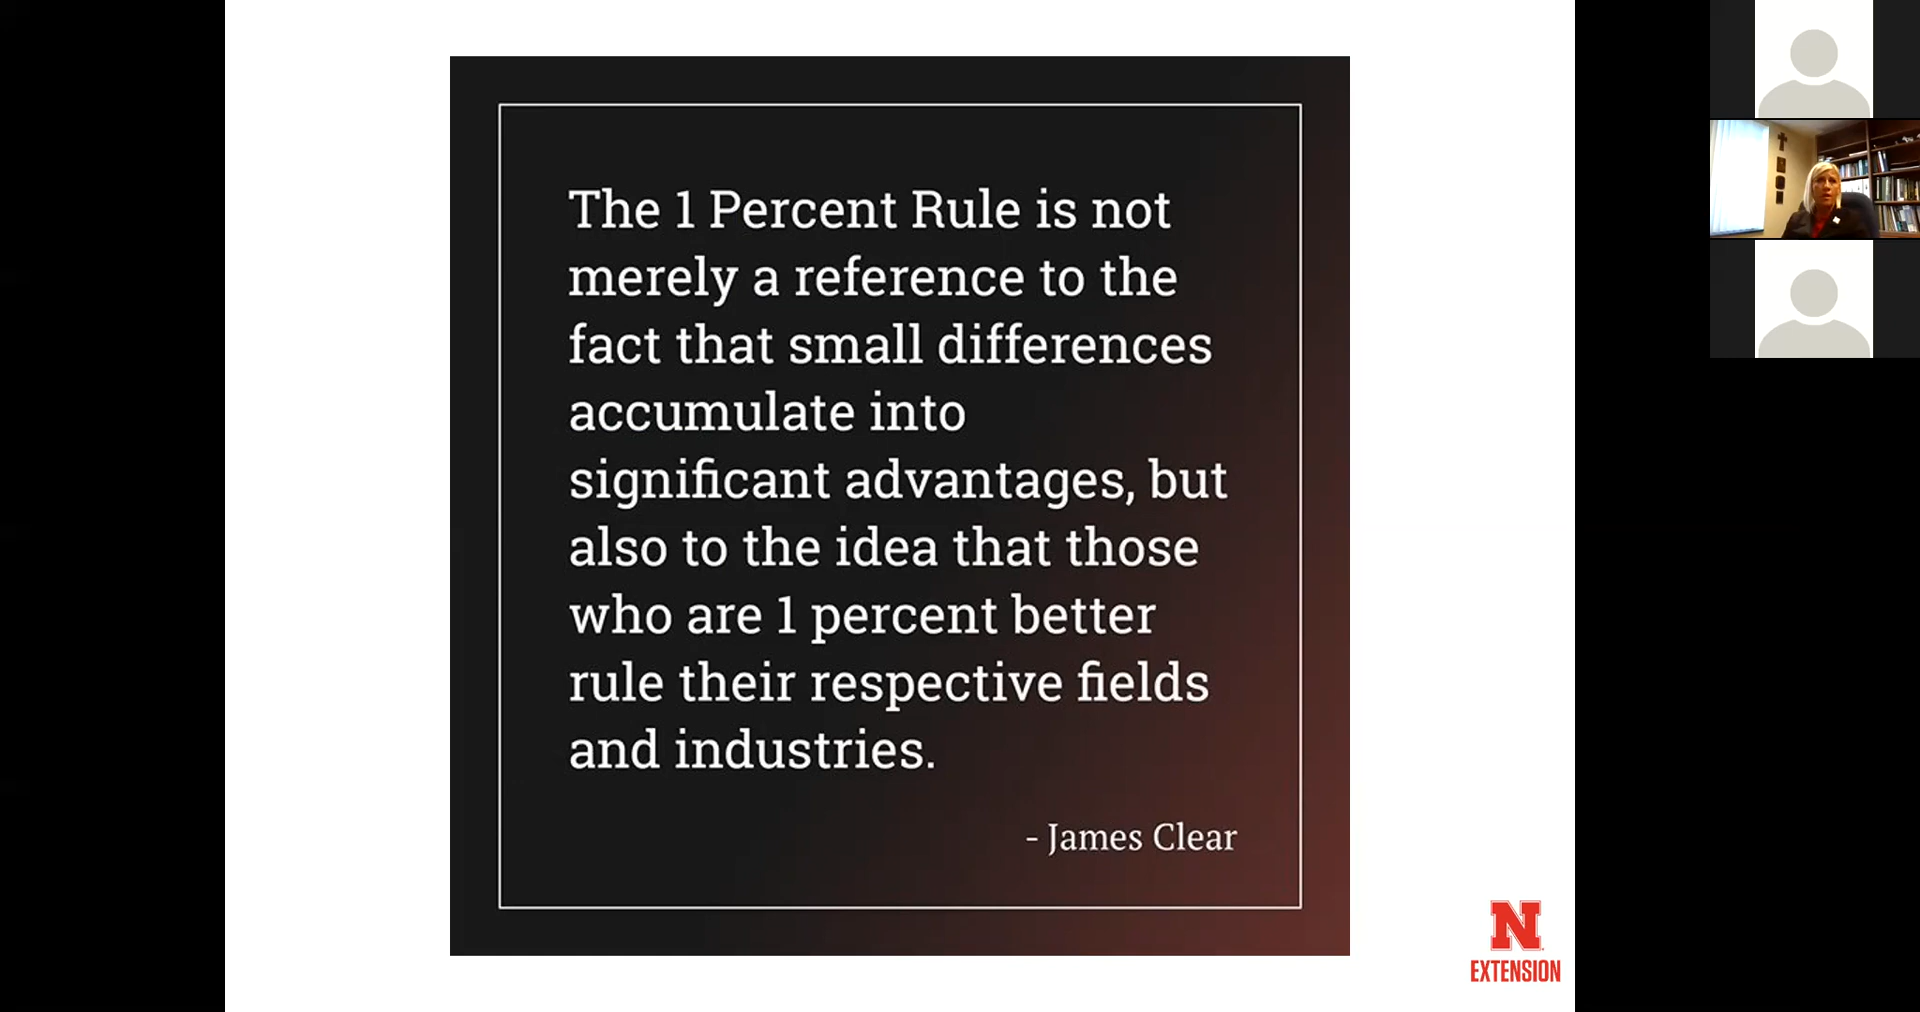 The 1 Percent Rule is not
merely a reference to the
fact that small differences
accumulate into
significant advantages, but
also to the idea that those
who are 1 percent better
rule their respective fields
and industries.
- James Clear
N
EXTENSION